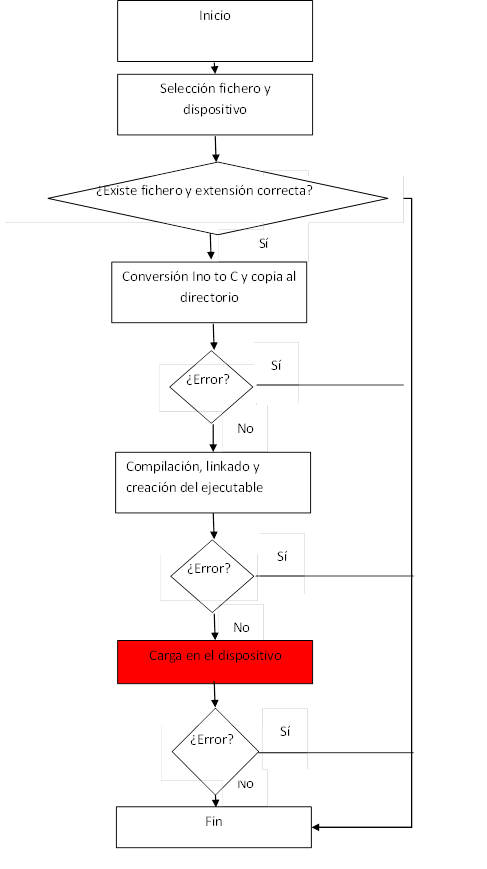 Inicio
Selección fichero y
dispositivo
¿Existe fichero y extensión correcta?
Sí
Conversión Ino to C y copia al
directorio
¿Error?
Sí
No
Compilación, linkado y
creación del ejecutable
¿Error?
Sí
No
Carga en el dispositivo
¿Error?
Sí
No
Fin